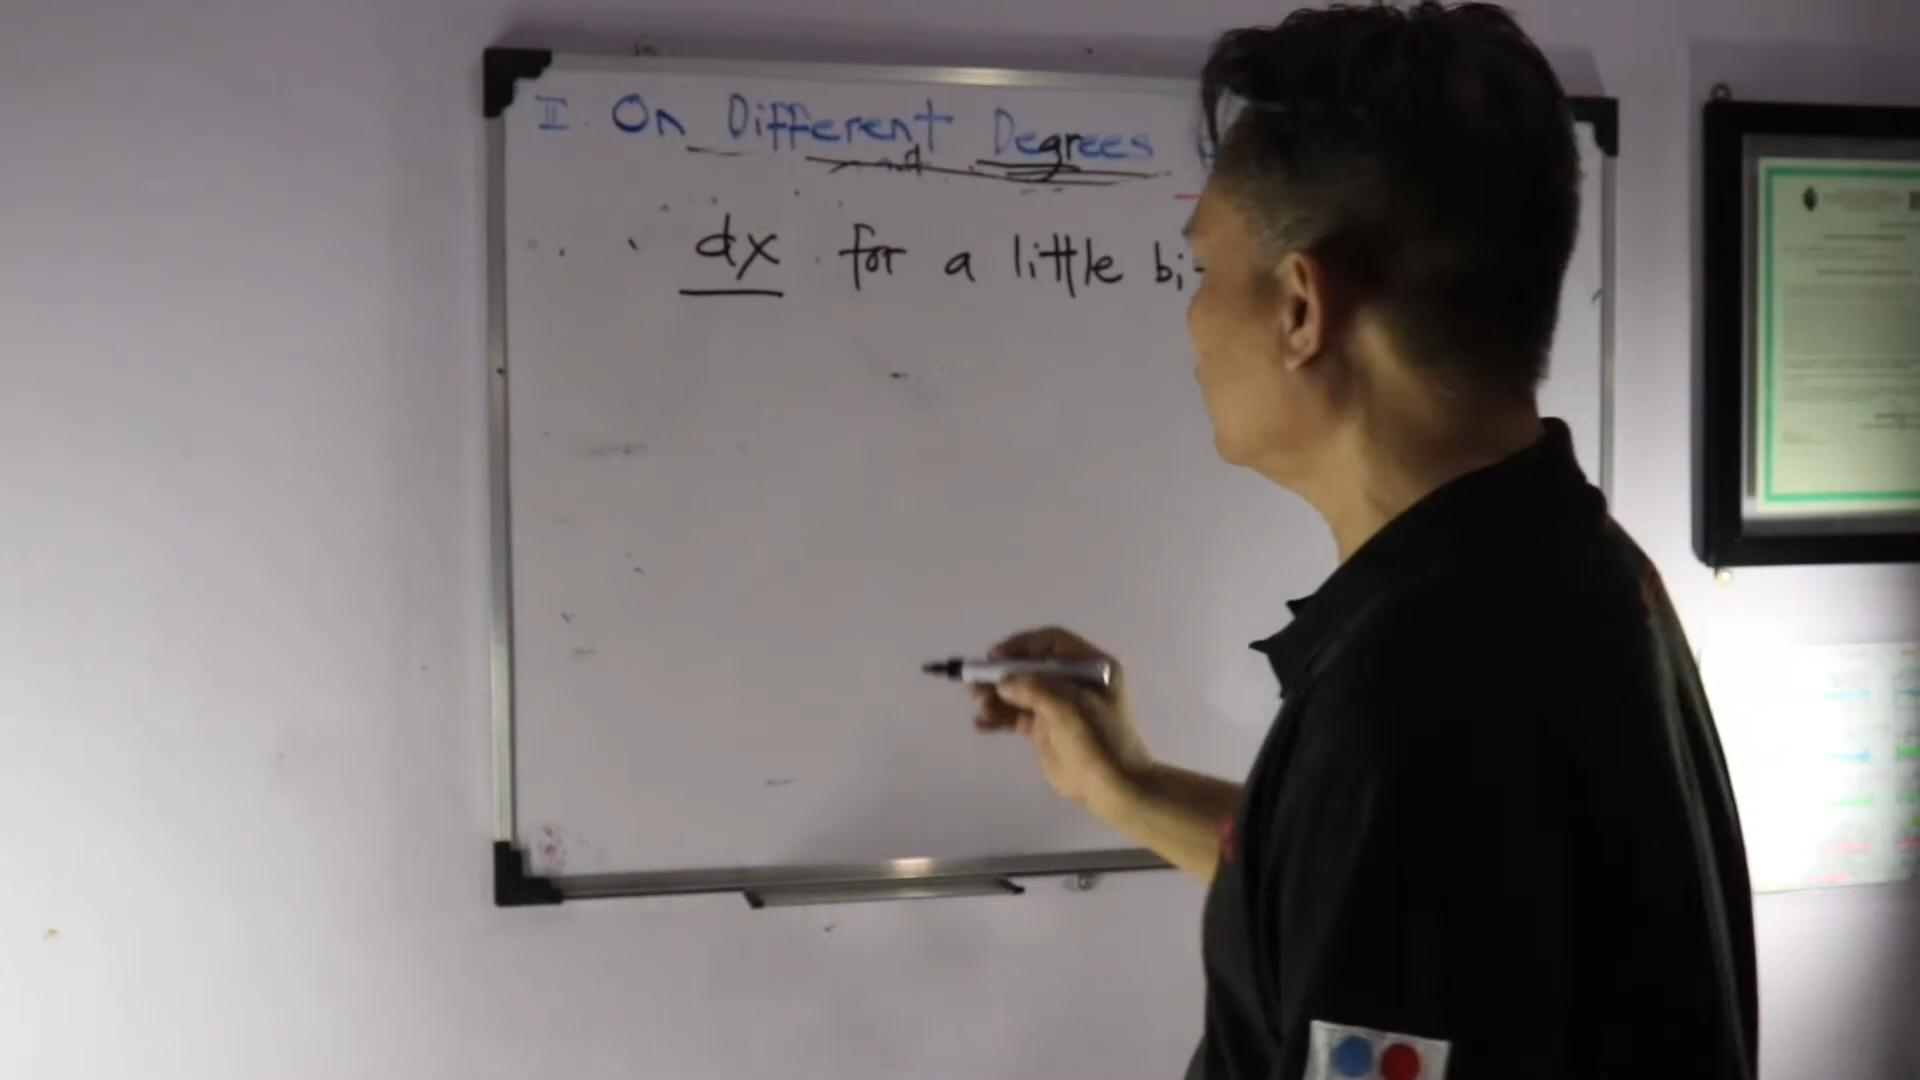 II. On Different Degrees
dx for a little bi